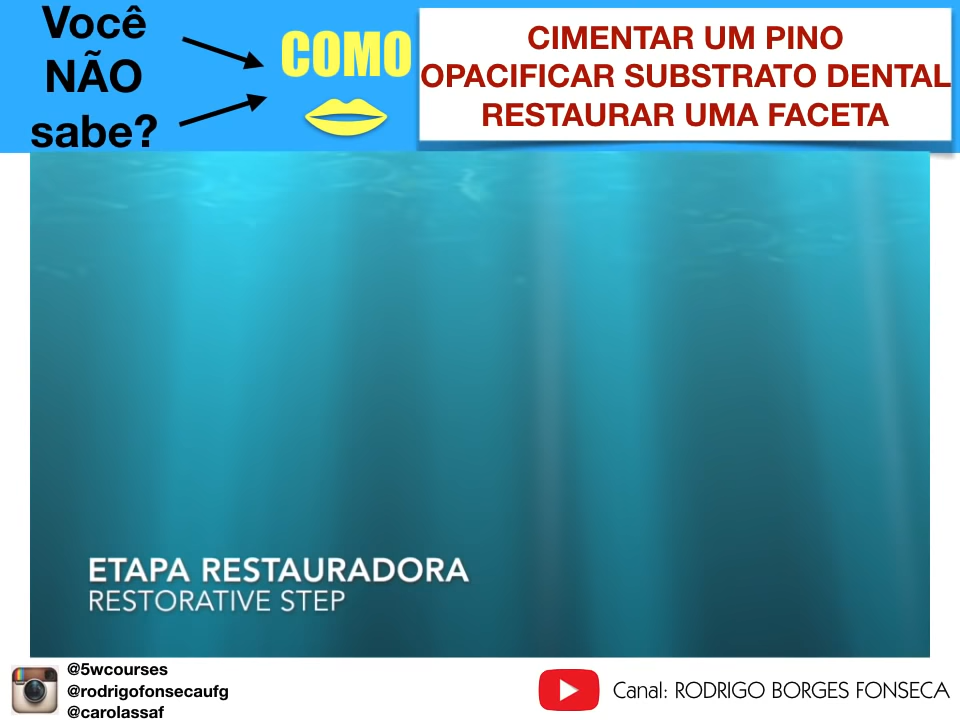 Você
NÃO
sabe?
COMO
CIMENTAR UM PINO
OPACIFICAR SUBSTRATO DENTAL
RESTAURAR UMA FACETA
ETAPA RESTAURADORA
RESTORATIVE STEP
@5wcourses
@rodrigofonsecaufg
@carolassaf
Canal: RODRIGO BORGES FONSECA